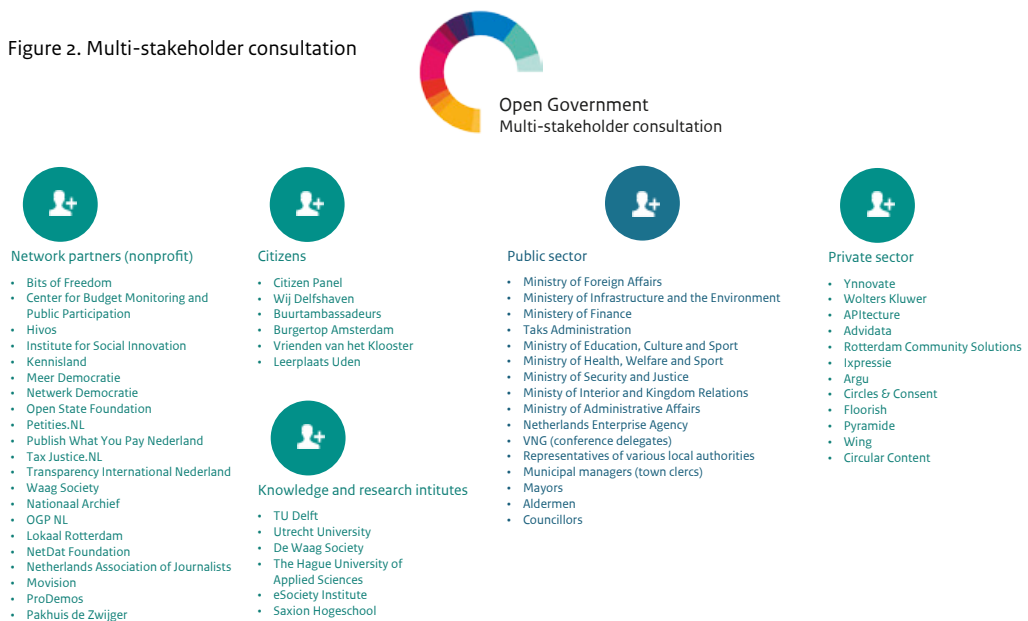 Figure 2. Multi-stakeholder consultation
Open Government
Multi-stakeholder consultation
Network partners (nonprofit)
• Bits of Freedom
• Center for Budget Monitoring and
Public Participation
• Hivos
• Institute for Social Innovation
• Kennisland
• Meer Democratie
• Netwerk Democratie
• Open State Foundation
• Petities.NL
• Publish What You Pay Nederland
• Tax Justice.NL
• Transparency International Nederland
• Waag Society
• Nationaal Archief
• OGP NL
• Lokaal Rotterdam
• NetDat Foundation
• Netherlands Association of Journalists
• Movision
• ProDemos
• Pakhuis de Zwijger
Citizens
• Citizen Panel
• Wij Delfshaven
• Buurtambassadeurs
• Burgertop Amsterdam
• Vrienden van het Klooster
• Leerplaats Uden
Knowledge and research intitutes
• TU Delft
• Utrecht University
• De Waag Society
• The Hague University of
Applied Sciences
• eSociety Institute
• Saxion Hogeschool
Public sector
• Ministry of Foreign Affairs
• Ministery of Infrastructure and the Environment
• Ministery of Finance
• Taks Administration
• Ministry of Education, Culture and Sport
• Ministry of Health, Welfare and Sport
• Ministry of Security and Justice
• Ministy of Interior and Kingdom Relations
• Ministry of Administrative Affairs
• Netherlands Enterprise Agency
• VNG (conference delegates)
• Representatives of various local authorities
• Municipal managers (town clercs)
• Mayors
• Aldermen
• Councillors
Private sector
• Ynnovate
• Wolters Kluwer
• APItecture
• Advidata
• Rotterdam Community Solutions
• Ixpressie
• Argu
• Circles & Consent
• Floorish
• Pyramide
• Wing
• Circular Content